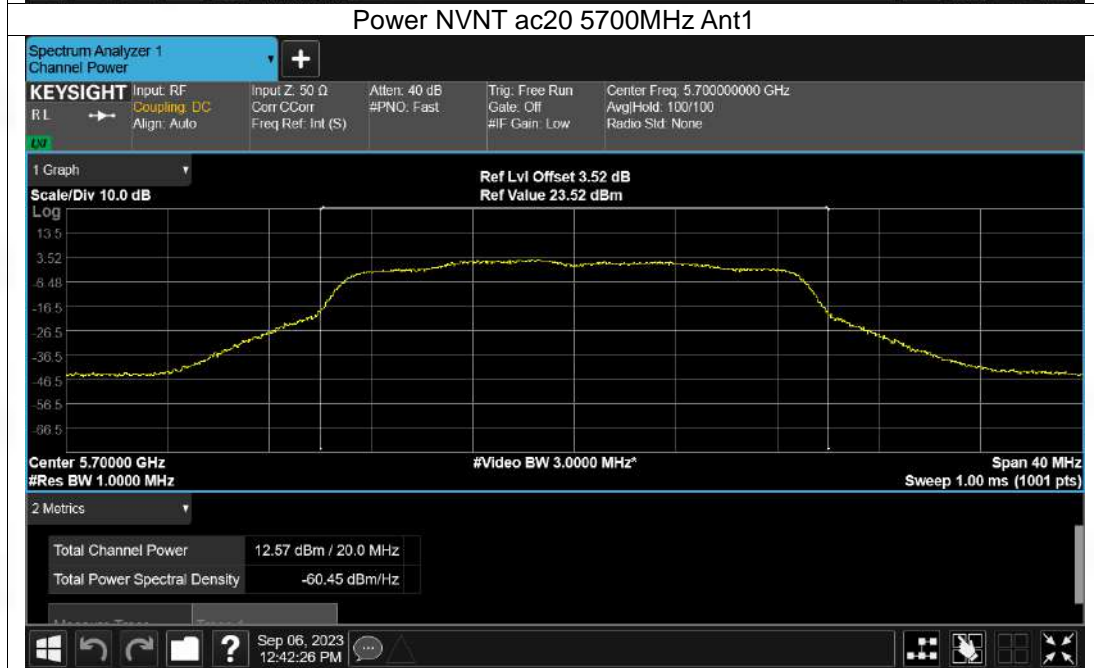 Power NVNT ac20 5700MHz Ant1
Spectrum Analyzer 1
Channel Power
+
KEYSIGHT Input: RF Input Z: 50 Ω Atten: 40 dB Trig: Free Run Center Freq: 5.700000000 GHz
RL Coupling: DC Corr CCorr #PNO: Fast Gate: Off Avg|Hold: 100/100
Align: Auto Freq Ref: Int (S) #IF Gain: Low Radio Std: None
LXI
1 Graph
Ref Lvl Offset 3.52 dB
Scale/Div 10.0 dB Ref Value 23.52 dBm
Log
13.5
3.52
-6.48
-16.5
-26.5
-36.5
-46.5
-56.5
-66.5
Center 5.70000 GHz #Video BW 3.0000 MHz* Span 40 MHz
#Res BW 1.0000 MHz Sweep 1.00 ms (1001 pts)
2 Metrics
Total Channel Power 12.57 dBm / 20.0 MHz
Total Power Spectral Density -60.45 dBm/Hz
? Sep 06, 2023
12:42:26 PM